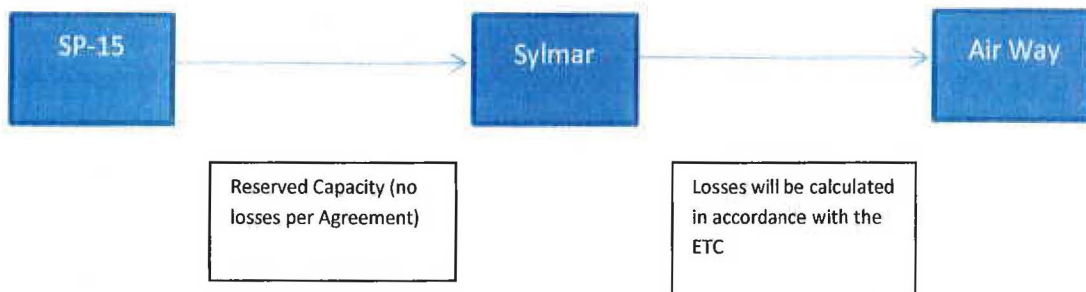 SP-15
Sylmar
Air Way
Reserved Capacity (no
losses per Agreement)
Losses will be calculated
in accordance with the
ETC